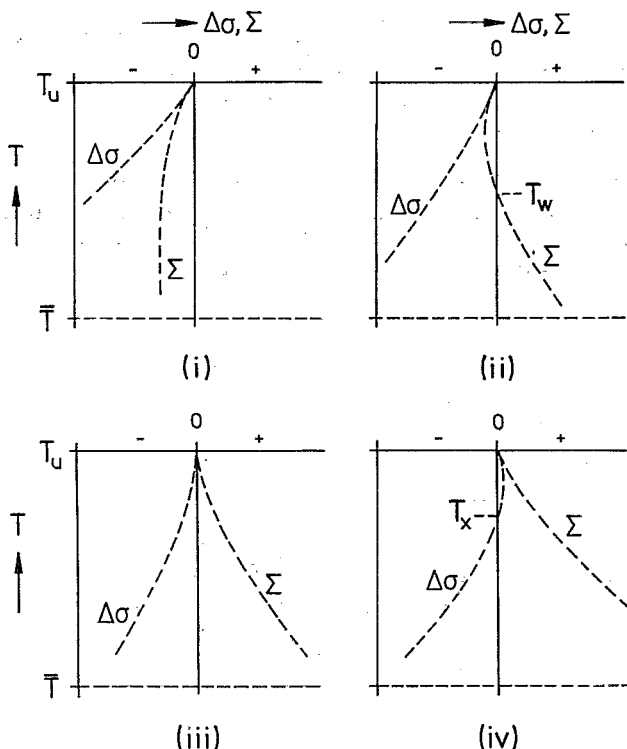 Δσ, Σ Δσ, Σ
0 0
- + - +
T_u
T
Δσ
Σ
T̿
(i)
Δσ
T_w
Σ
(ii)
0 0
- + - +
T_u
T
Δσ
Σ
T̿
(iii)
T_x
Δσ
Σ
(iv)